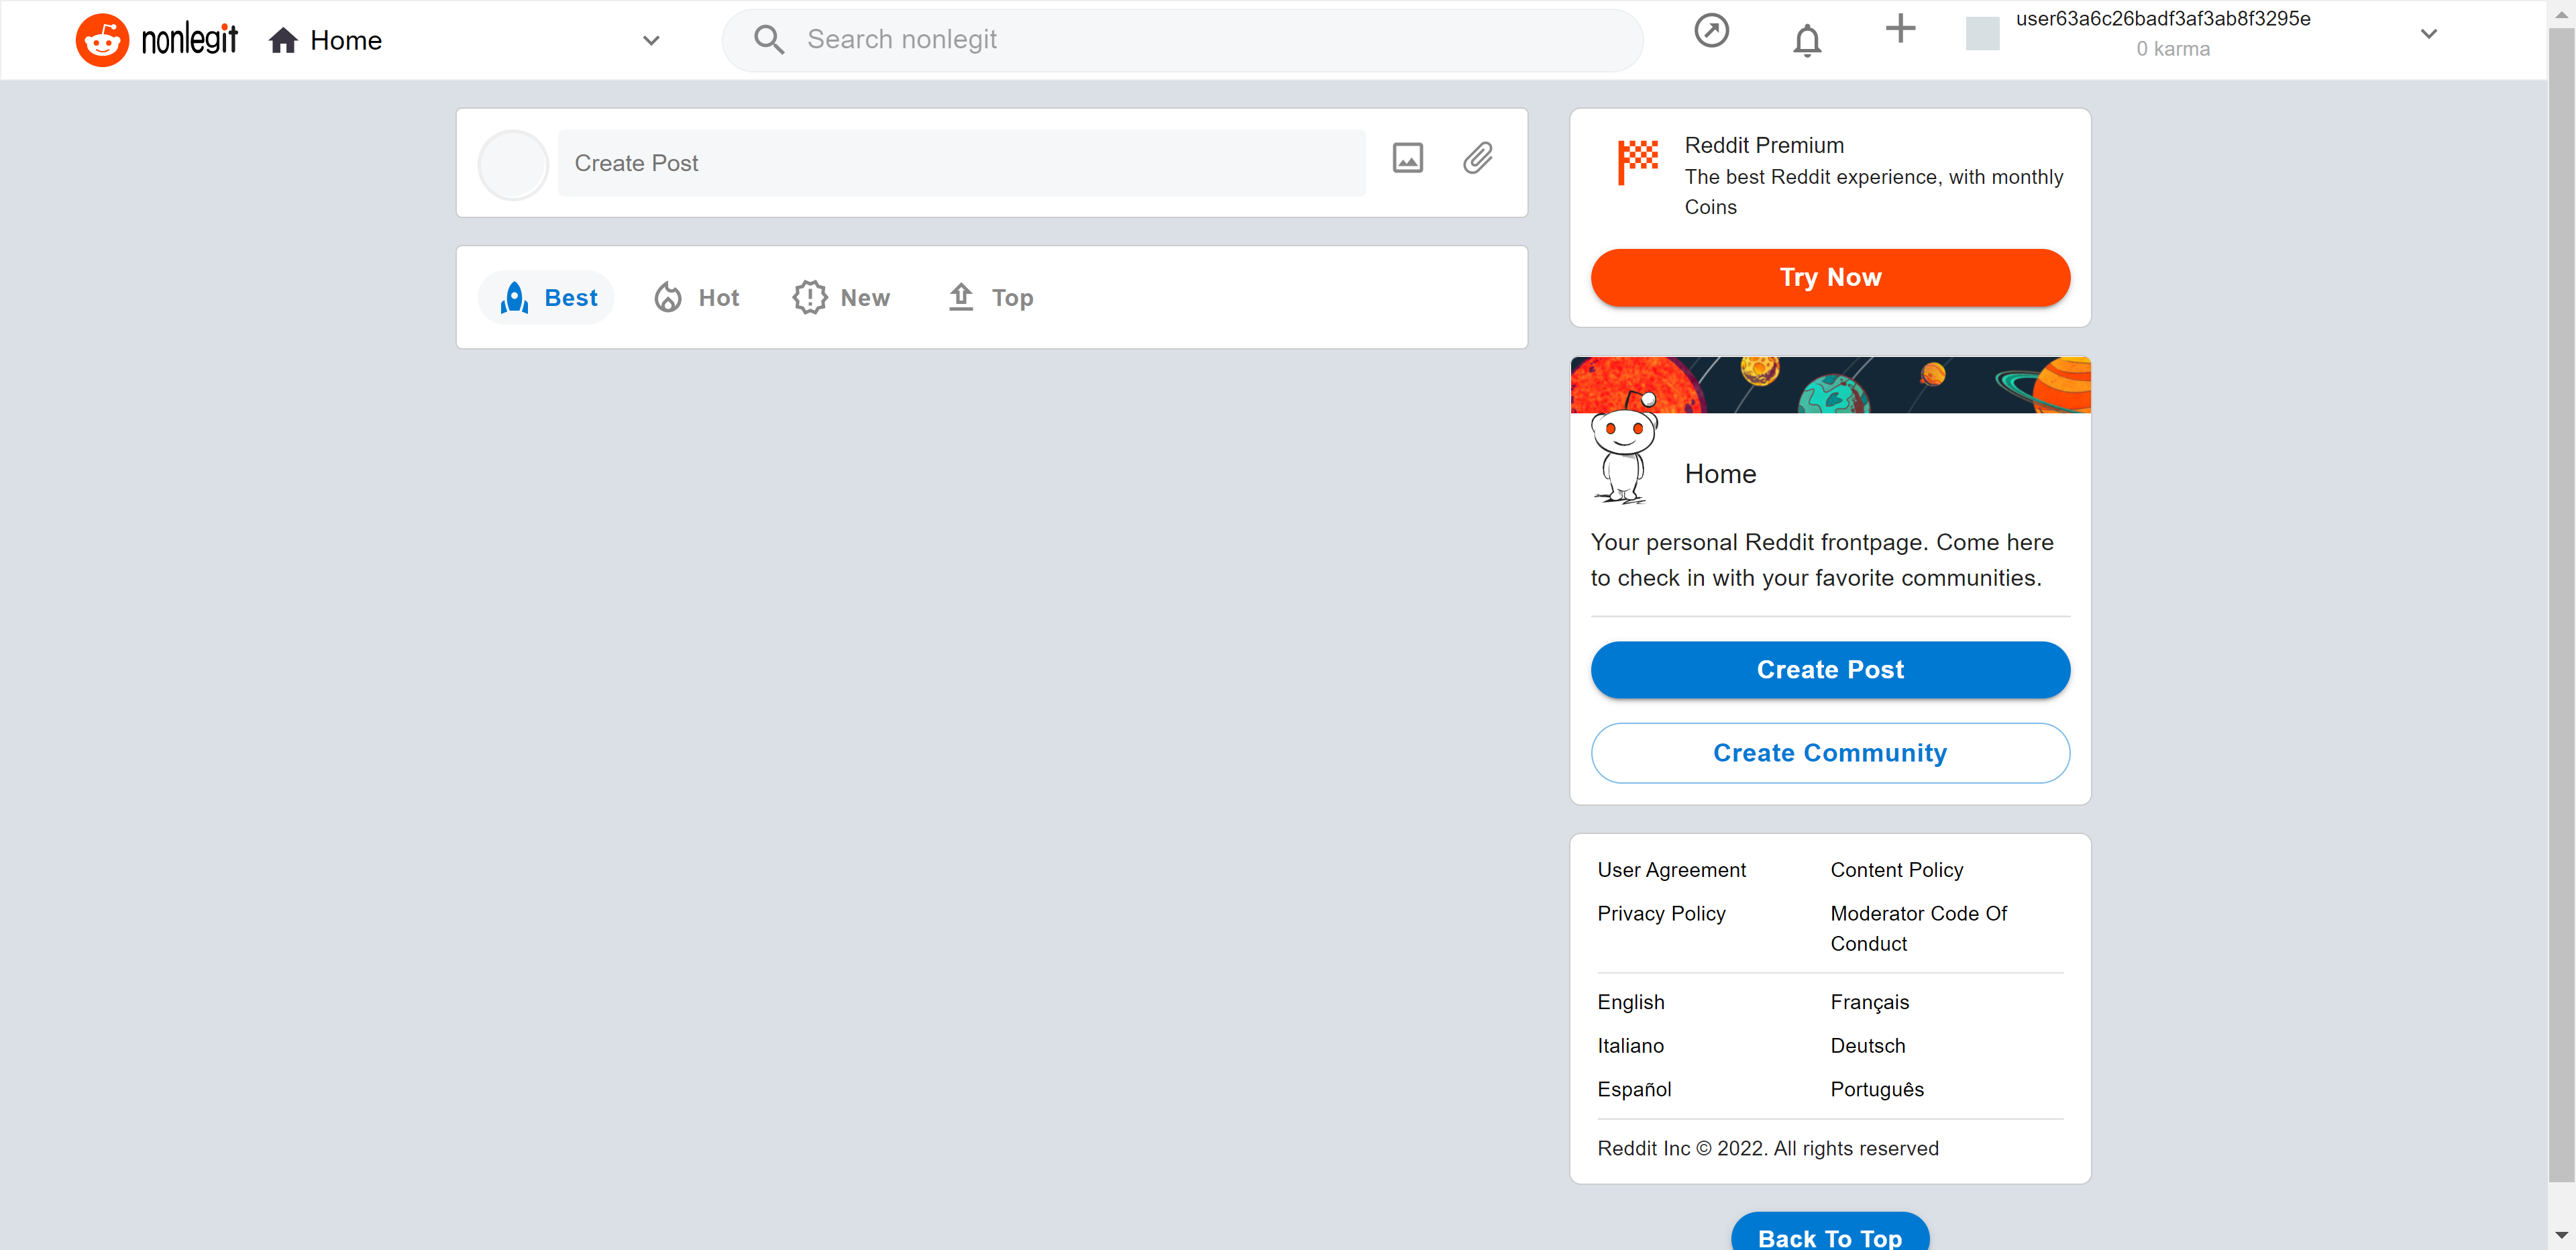 nonlegit
Home
Search nonlegit
user63a6c26badf3af3ab8f3295e
0 karma
Create Post
Best
Hot
New
Top
Reddit Premium
The best Reddit experience, with monthly
Coins
Try Now
Home
Your personal Reddit frontpage. Come here
to check in with your favorite communities.
Create Post
Create Community
User Agreement
Content Policy
Privacy Policy
Moderator Code Of
Conduct
English
Français
Italiano
Deutsch
Español
Português
Reddit Inc © 2022. All rights reserved
Back To Top